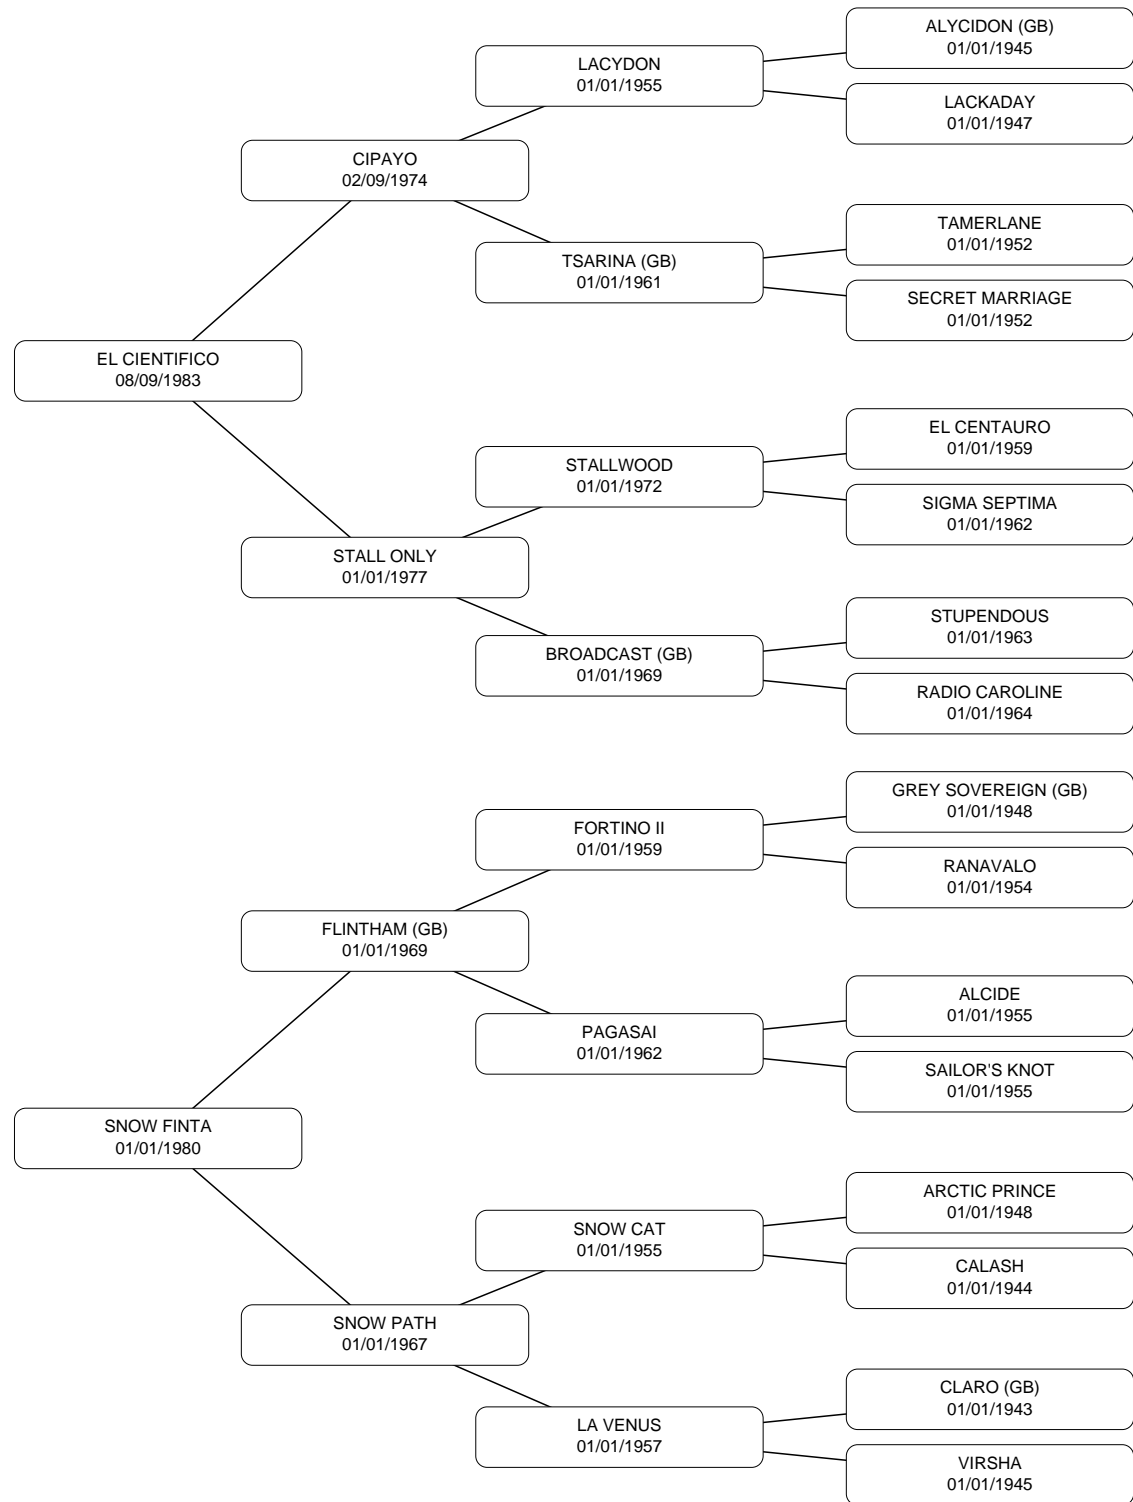 ALYCIDON (GB)
01/01/1945
LACYDON
01/01/1955
LACKADAY
01/01/1947
CIPAYO
02/09/1974
TAMERLANE
01/01/1952
TSARINA (GB)
01/01/1961
SECRET MARRIAGE
01/01/1952
EL CIENTIFICO
08/09/1983
EL CENTAURO
01/01/1959
STALLWOOD
01/01/1972
SIGMA SEPTIMA
01/01/1962
STALL ONLY
01/01/1977
STUPENDOUS
01/01/1963
BROADCAST (GB)
01/01/1969
RADIO CAROLINE
01/01/1964
GREY SOVEREIGN (GB)
01/01/1948
FORTINO II
01/01/1959
RANAVALO
01/01/1954
FLINTHAM (GB)
01/01/1969
ALCIDE
01/01/1955
PAGASAI
01/01/1962
SAILOR'S KNOT
01/01/1955
SNOW FINTA
01/01/1980
ARCTIC PRINCE
01/01/1948
SNOW CAT
01/01/1955
CALASH
01/01/1944
SNOW PATH
01/01/1967
CLARO (GB)
01/01/1943
LA VENUS
01/01/1957
VIRSHA
01/01/1945